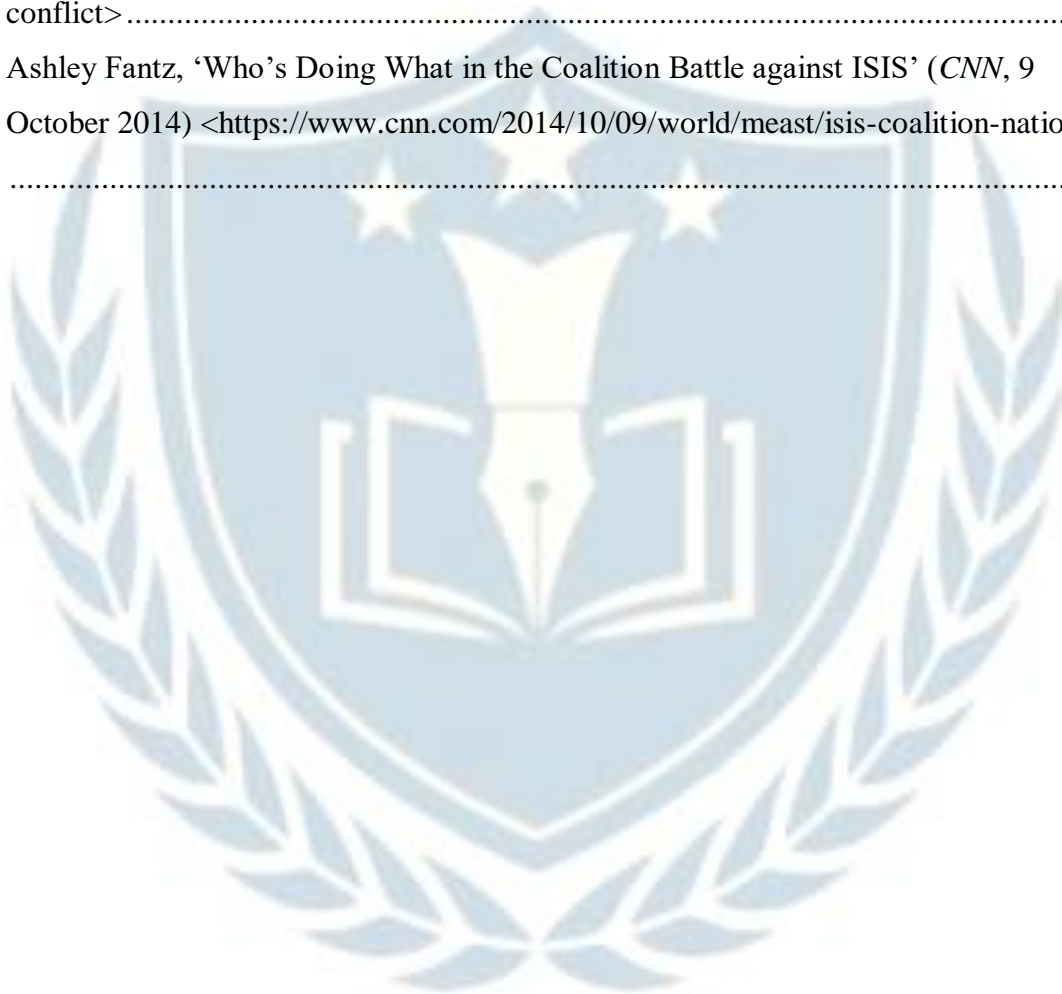 conflict> ..................................................................................................................
Ashley Fantz, ‘Who’s Doing What in the Coalition Battle against ISIS’ (CNN, 9
October 2014) <https://www.cnn.com/2014/10/09/world/meast/isis-coalition-natio
.................................................................................................................................